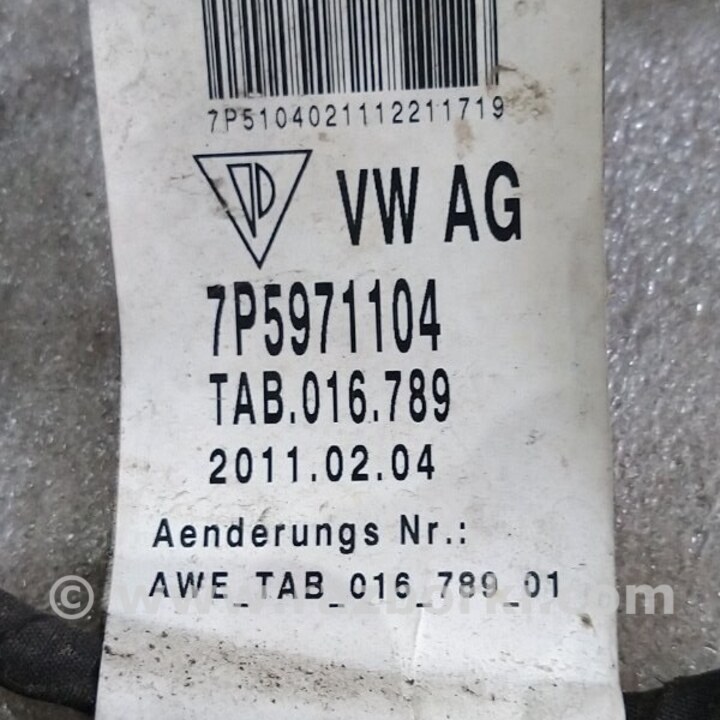 7P5104021112211719
VW AG
7P5971104
TAB.016.789
2011.02.04
Aenderungs Nr.:
AWE_TAB_016_789_01